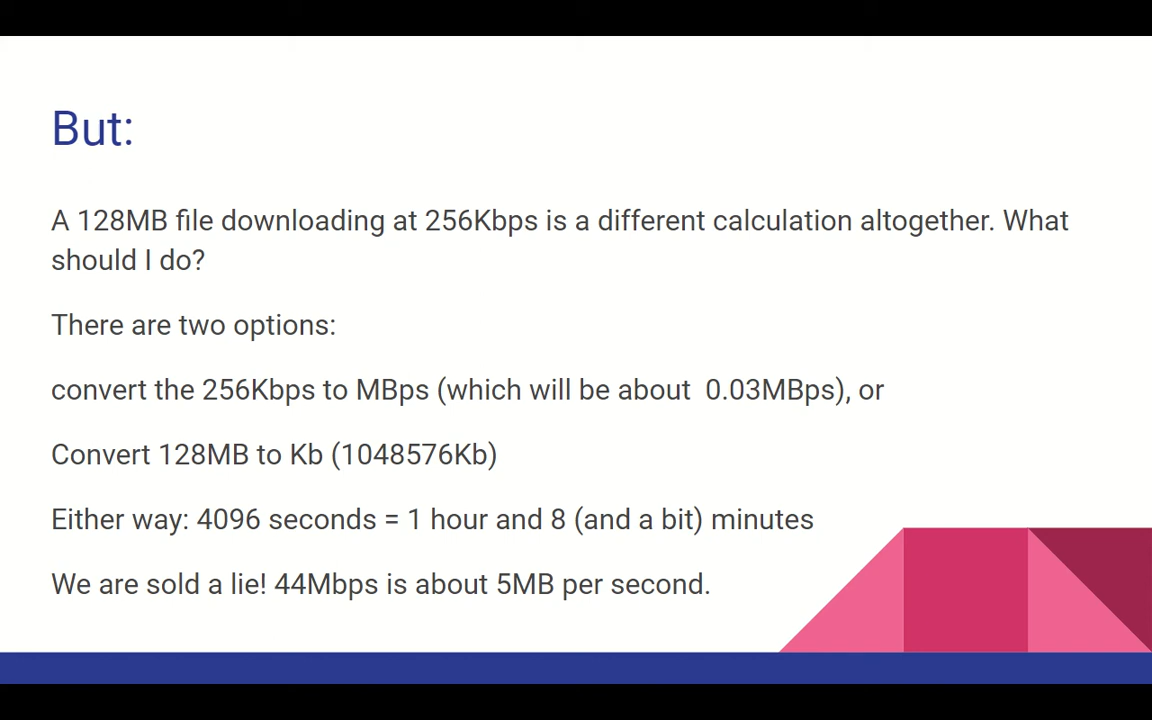 But:
A 128MB file downloading at 256Kbps is a different calculation altogether. What
should I do?
There are two options:
convert the 256Kbps to MBps (which will be about  0.03MBps), or
Convert 128MB to Kb (1048576Kb)
Either way: 4096 seconds = 1 hour and 8 (and a bit) minutes
We are sold a lie! 44Mbps is about 5MB per second.